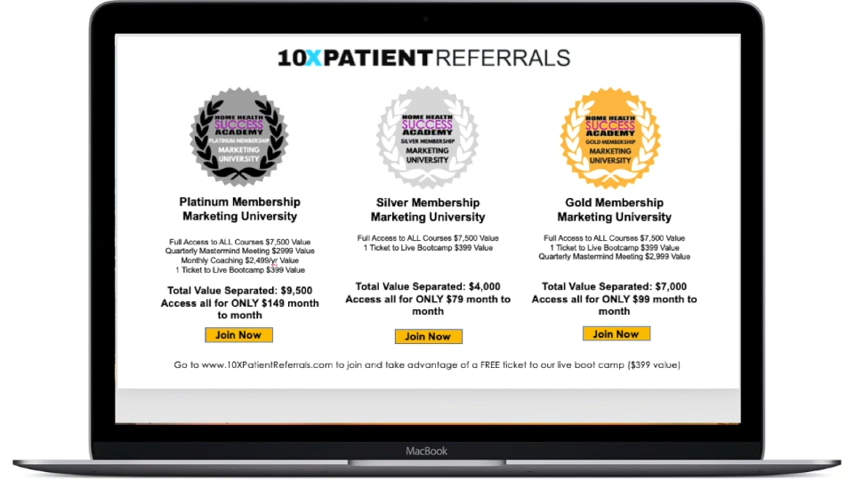 10XPATIENTREFERRALS
HOME HEALTH
SUCCESS
ACADEMY
PLATINUM MEMBERSHIP
MARKETING
UNIVERSITY
Platinum Membership
Marketing University
Full Access to ALL Courses $7,500 Value
Quarterly Mastermind Meeting $2999 Value
Monthly Coaching $2,499/yr Value
1 Ticket to Live Bootcamp $399 Value
Total Value Separated: $9,500
Access all for ONLY $149 month
to month
Join Now
HOME HEALTH
SUCCESS
ACADEMY
SILVER MEMBERSHIP
MARKETING
UNIVERSITY
Silver Membership
Marketing University
Full Access to ALL Courses $7,500 Value
1 Ticket to Live Bootcamp $399 Value
Total Value Separated: $4,000
Access all for ONLY $79 month to
month
Join Now
HOME HEALTH
SUCCESS
ACADEMY
GOLD MEMBERSHIP
MARKETING
UNIVERSITY
Gold Membership
Marketing University
Full Access to ALL Courses $7,500 Value
1 Ticket to Live Bootcamp $399 Value
Quarterly Mastermind Meeting $2,999 Value
Total Value Separated: $7,000
Access all for ONLY $99 month to
month
Join Now
Go to www.10XPatientReferrals.com to join and take advantage of a FREE ticket to our live boot camp ($399 value)
MacBook